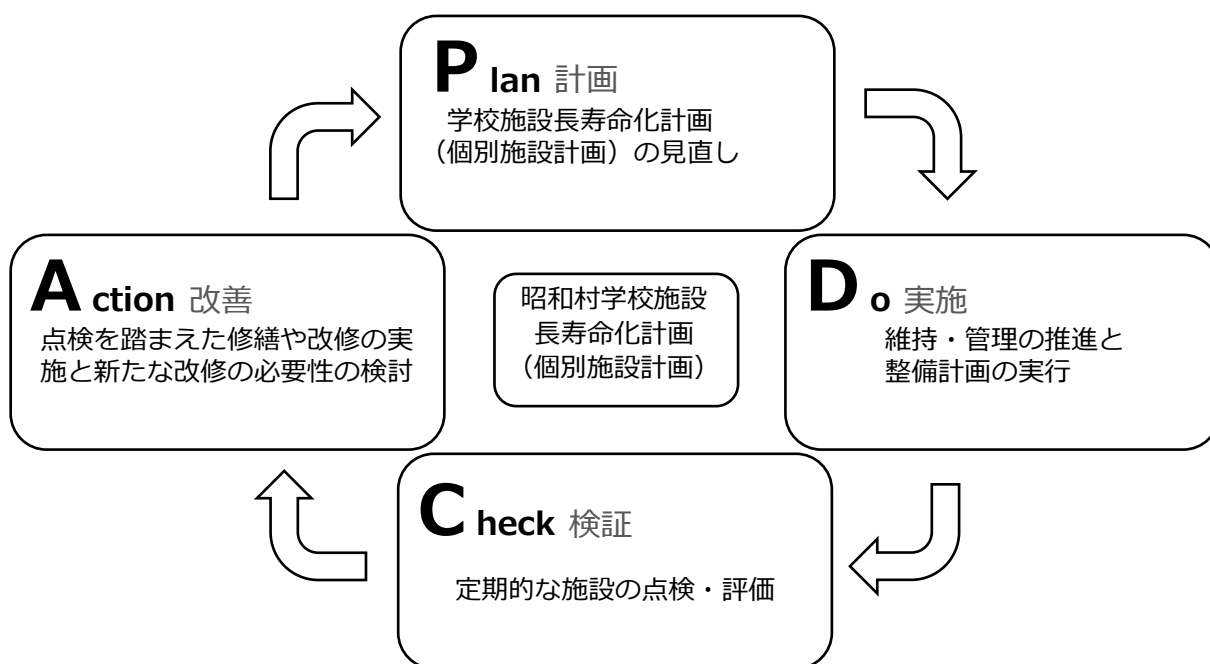 Plan 計画
学校施設長寿命化計画
（個別施設計画）の見直し
Do 実施
維持・管理の推進と
整備計画の実行
Check 検証
定期的な施設の点検・評価
Action 改善
点検を踏まえた修繕や改修の実
施と新たな改修の必要性の検討
昭和村学校施設
長寿命化計画
（個別施設計画）